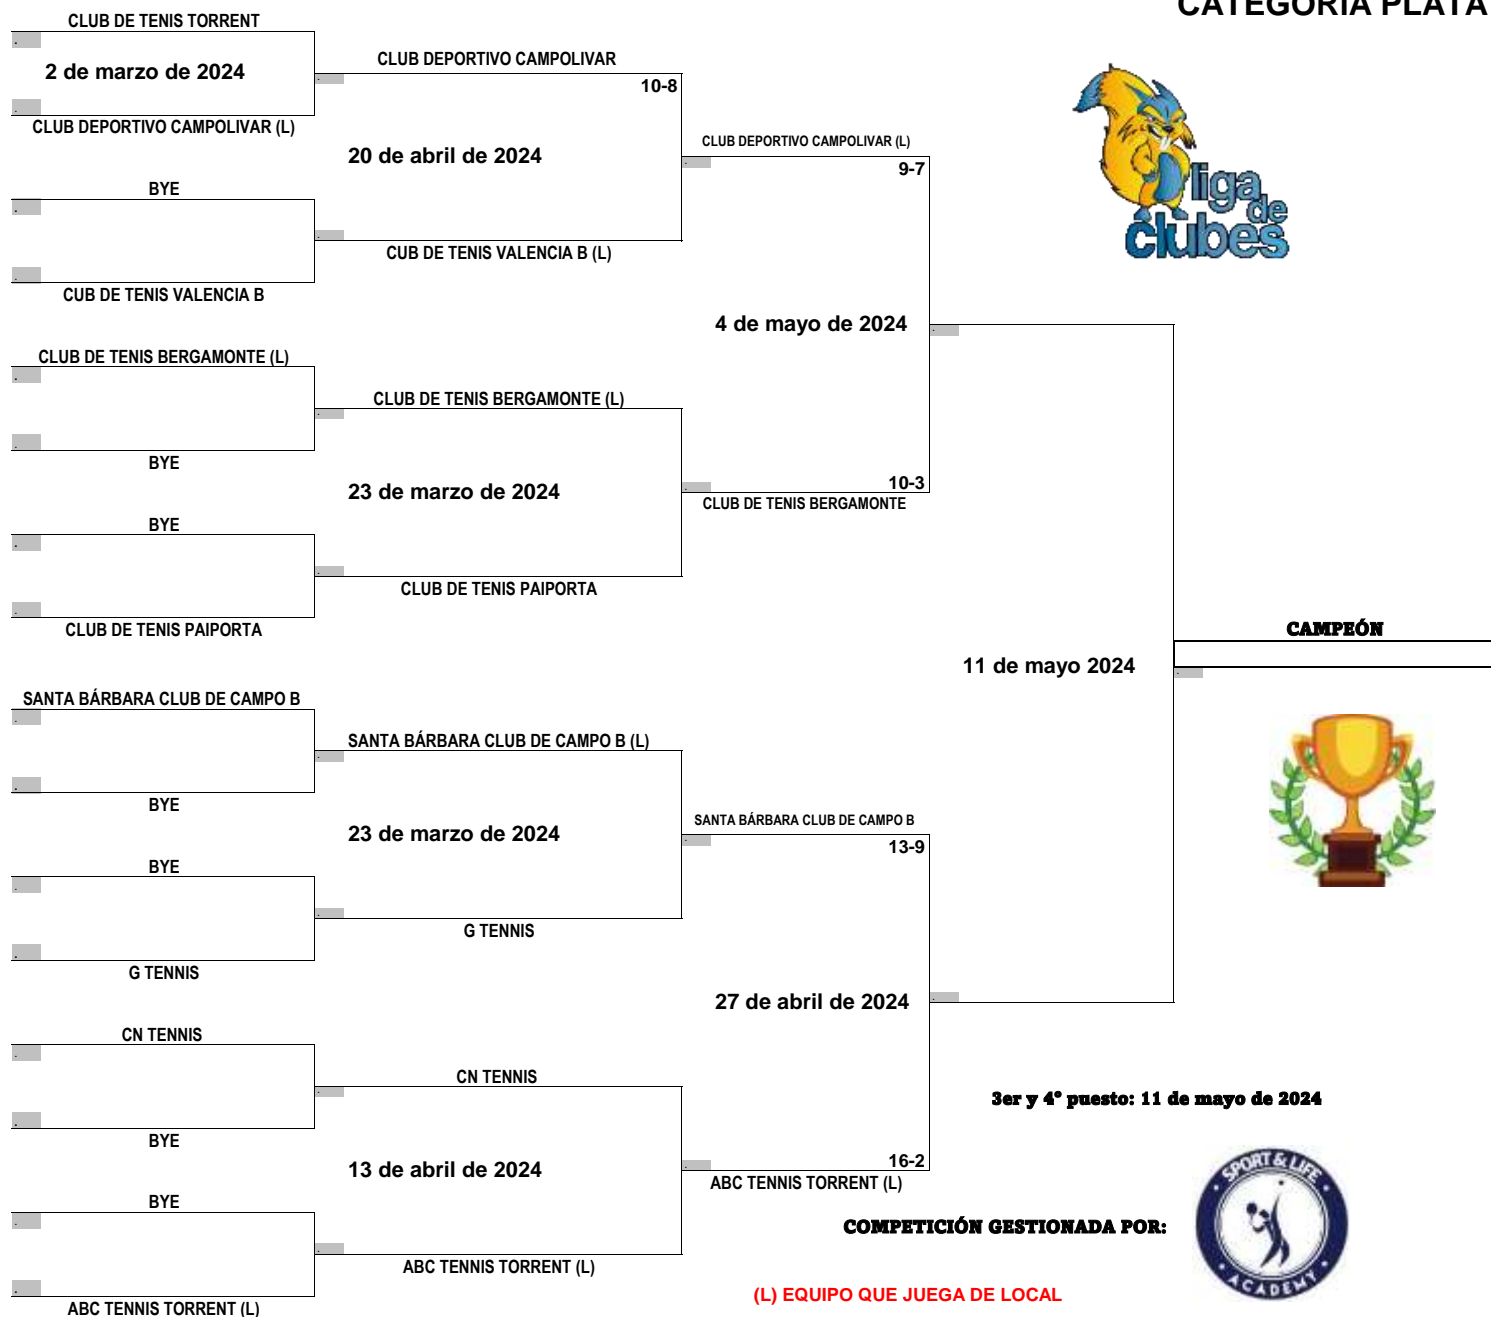 CATEGORÍA PLATA
CLUB DE TENIS TORRENT
2 de marzo de 2024
CLUB DEPORTIVO CAMPOLIVAR (L)
BYE
CUB DE TENIS VALENCIA B
CLUB DE TENIS BERGAMONTE (L)
BYE
BYE
CLUB DE TENIS PAIPORTA
SANTA BÁRBARA CLUB DE CAMPO B
BYE
BYE
G TENNIS
CN TENNIS
BYE
BYE
ABC TENNIS TORRENT (L)
CLUB DEPORTIVO CAMPOLIVAR
10-8
20 de abril de 2024
CUB DE TENIS VALENCIA B (L)
CLUB DE TENIS BERGAMONTE (L)
23 de marzo de 2024
CLUB DE TENIS PAIPORTA
SANTA BÁRBARA CLUB DE CAMPO B (L)
23 de marzo de 2024
G TENNIS
CN TENNIS
13 de abril de 2024
ABC TENNIS TORRENT (L)
CLUB DEPORTIVO CAMPOLIVAR (L)
9-7
4 de mayo de 2024
10-3
CLUB DE TENIS BERGAMONTE
SANTA BÁRBARA CLUB DE CAMPO B
13-9
27 de abril de 2024
16-2
ABC TENNIS TORRENT (L)
11 de mayo 2024
CAMPEÓN
liga
de
clubes
3er y 4º puesto: 11 de mayo de 2024
COMPETICIÓN GESTIONADA POR:
SPORT & LIFE
ACADEMY
(L) EQUIPO QUE JUEGA DE LOCAL